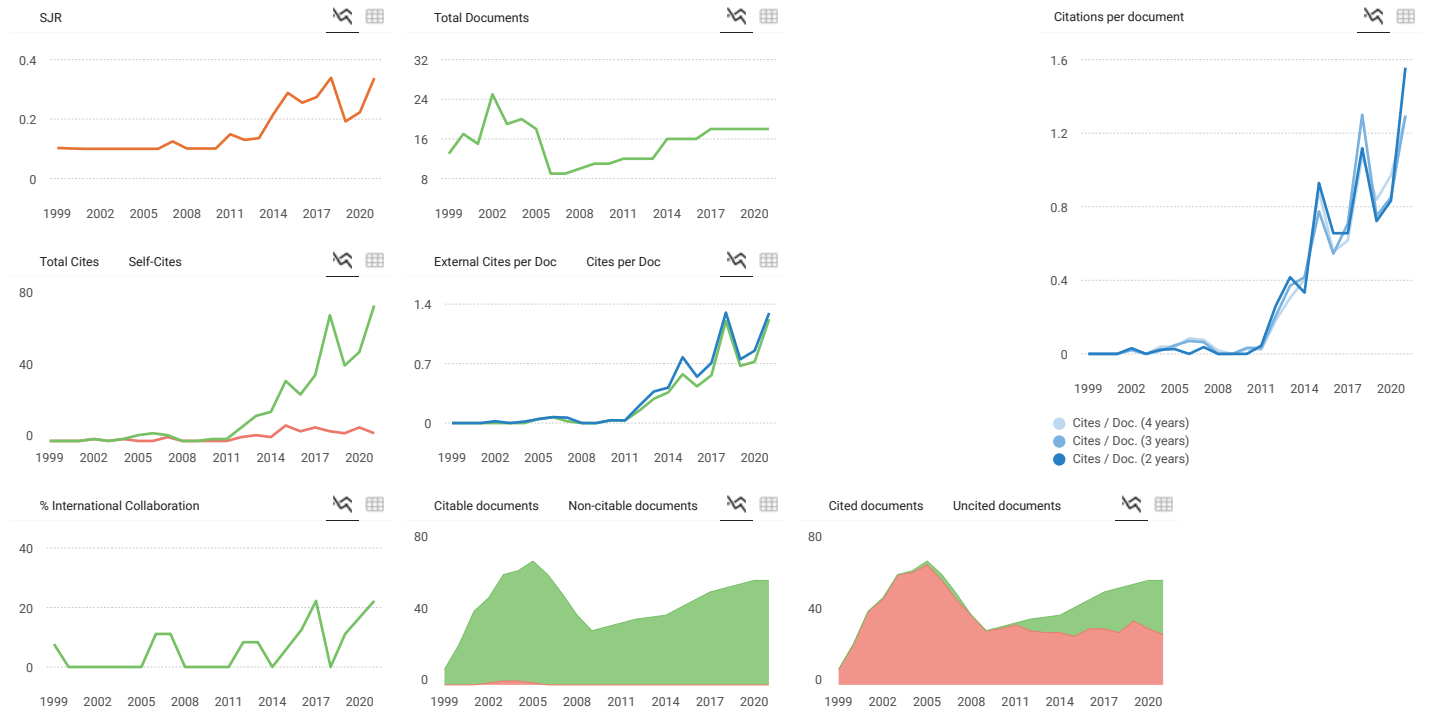 SJR
0.4
0.2
0
1999 2002 2005 2008 2011 2014 2017 2020
Total Documents
32
24
16
8
1999 2002 2005 2008 2011 2014 2017 2020
Citations per document
1.6
1.2
0.8
0.4
0
1999 2002 2005 2008 2011 2014 2017 2020
Cites / Doc. (4 years)
Cites / Doc. (3 years)
Cites / Doc. (2 years)
Total Cites Self-Cites
80
40
0
1999 2002 2005 2008 2011 2014 2017 2020
External Cites per Doc Cites per Doc
1.4
0.7
0
1999 2002 2005 2008 2011 2014 2017 2020
% International Collaboration
40
20
0
1999 2002 2005 2008 2011 2014 2017 2020
Citable documents Non-citable documents
80
40
0
1999 2002 2005 2008 2011 2014 2017 2020
Cited documents Uncited documents
80
40
0
1999 2002 2005 2008 2011 2014 2017 2020